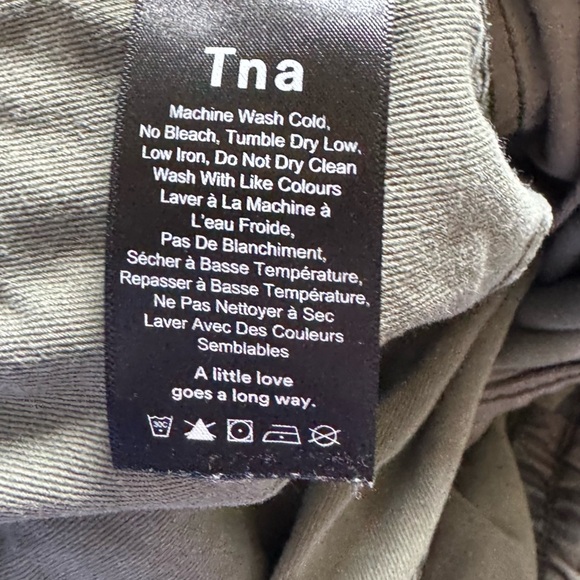 Tna
Machine Wash Cold,
No Bleach, Tumble Dry Low,
Low Iron, Do Not Dry Clean
Wash With Like Colours
Laver à La Machine à
L'eau Froide,
Pas De Blanchiment,
Sécher à Basse Température,
Repasser à Basse Température,
Ne Pas Nettoyer à Sec
Laver Avec Des Couleurs
Semblables
A little love
goes a long way.
30C